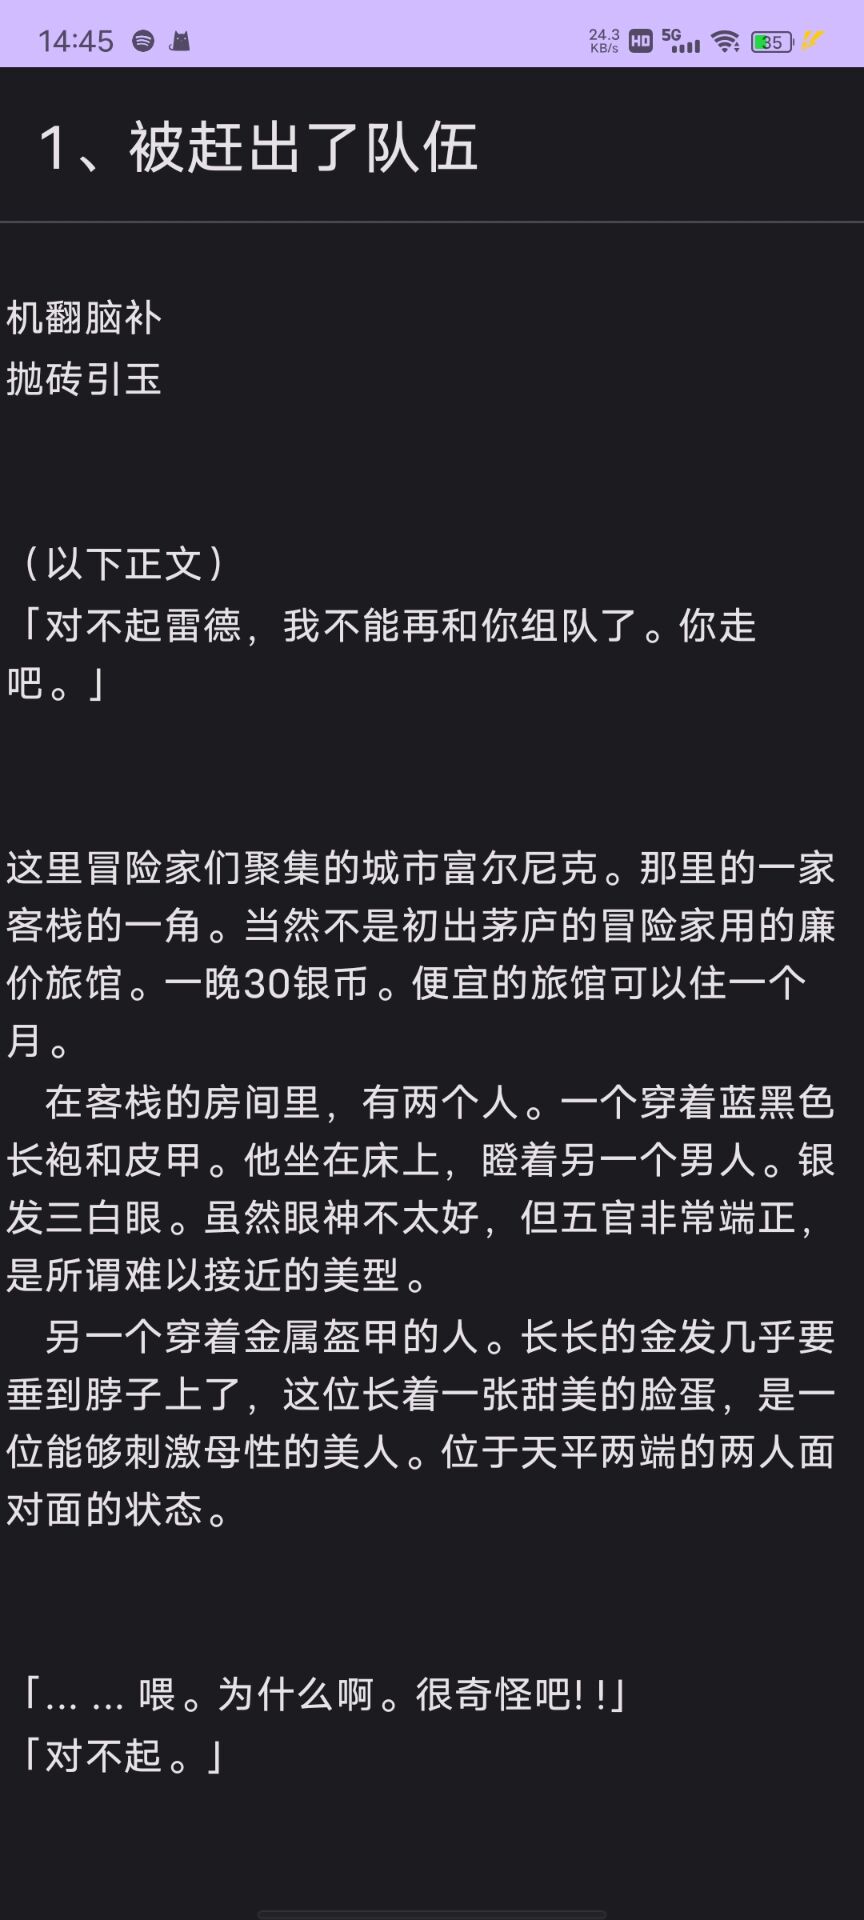 14:45
24.3
KB/s
HD
5G
35
1、被赶出了队伍
机翻脑补
抛砖引玉
（以下正文）
「对不起雷德，我不能再和你组队了。你走
吧。」
这里冒险家们聚集的城市富尔尼克。那里的一家
客栈的一角。当然不是初出茅庐的冒险家用的廉
价旅馆。一晚30银币。便宜的旅馆可以住一个
月。
在客栈的房间里，有两个人。一个穿着蓝黑色
长袍和皮甲。他坐在床上，瞪着另一个男人。银
发三白眼。虽然眼神不太好，但五官非常端正，
是所谓难以接近的美型。
另一个穿着金属盔甲的人。长长的金发几乎要
垂到脖子上了，这位长着一张甜美的脸蛋，是一
位能够刺激母性的美人。位于天平两端的两人面
对面的状态。
「... ... 喂。为什么啊。很奇怪吧! !」
「对不起。」